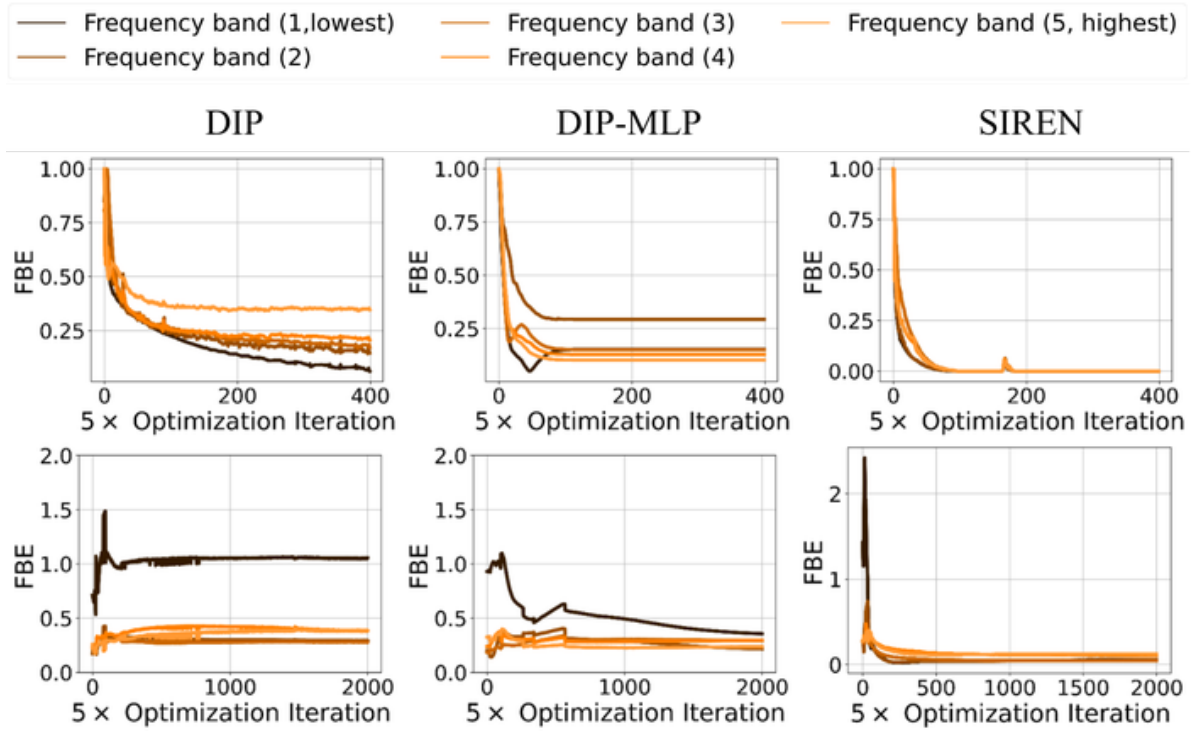 Frequency band (1,lowest) Frequency band (3) Frequency band (5, highest)
Frequency band (2) Frequency band (4)
DIP DIP-MLP SIREN
1.00 1.00 1.00
0.75 0.75 0.75
0.50 0.50 0.50
0.25 0.25 0.25
0.00
FBE FBE FBE
0 200 400 0 200 400 0 200 400
5 × Optimization Iteration 5 × Optimization Iteration 5 × Optimization Iteration
2.0 2.0
2
1.5 1.5
1.0 1.0 1
0.5 0.5
0.0 0.0 0
FBE FBE FBE
0 1000 2000 0 1000 2000 0 500 1000 1500 2000
5 × Optimization Iteration 5 × Optimization Iteration 5 × Optimization Iteration